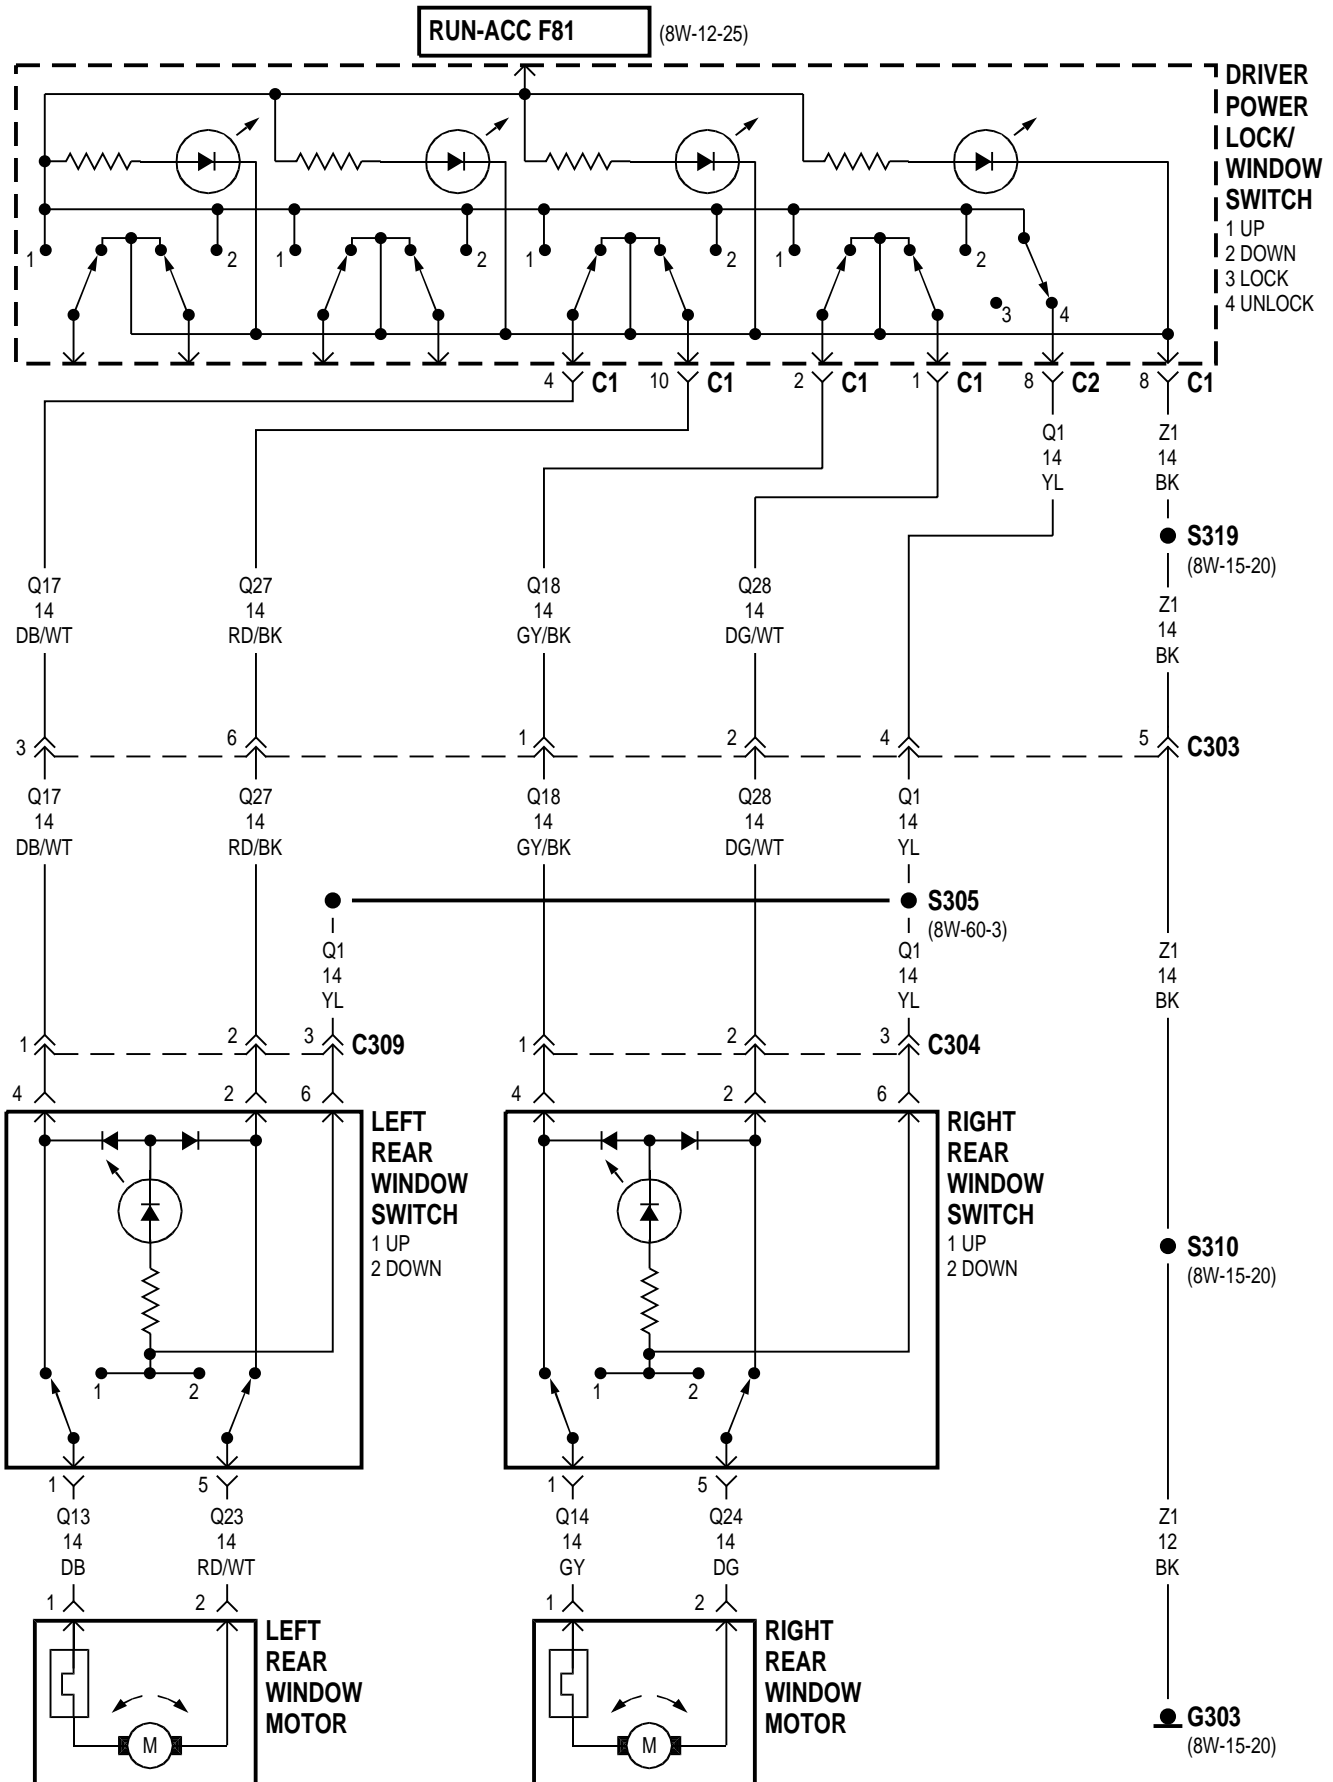 RUN-ACC F81 (8W-12-25)
DRIVER
POWER
LOCK/
WINDOW
SWITCH
1 UP
2 DOWN
3 LOCK
4 UNLOCK
1 2 1 2 1 2 1 2
3 4
4 C1 10 C1 2 C1 1 C1 8 C2 8 C1
Q1 Z1
14 14
YL BK
S319
(8W-15-20)
Q17 Q27 Q18 Q28 Z1
14 14 14 14 14
DB/WT RD/BK GY/BK DG/WT BK
3 6 1 2 4 5 C303
Q17 Q27 Q18 Q28 Q1
14 14 14 14 14
DB/WT RD/BK GY/BK DG/WT YL
S305
(8W-60-3)
Q1 Q1 Z1
14 14 14
YL YL BK
1 2 3 C309 1 2 3 C304
4 2 6 4 2 6
LEFT
REAR
WINDOW
SWITCH
1 UP
2 DOWN
RIGHT
REAR
WINDOW
SWITCH
1 UP
2 DOWN
S310
(8W-15-20)
1 2 1 2
1 5 1 5
Q13 Q23 Q14 Q24 Z1
14 14 14 14 12
DB RD/WT GY DG BK
1 2 1 2
LEFT
REAR
WINDOW
MOTOR
RIGHT
REAR
WINDOW
MOTOR
M M
G303
(8W-15-20)